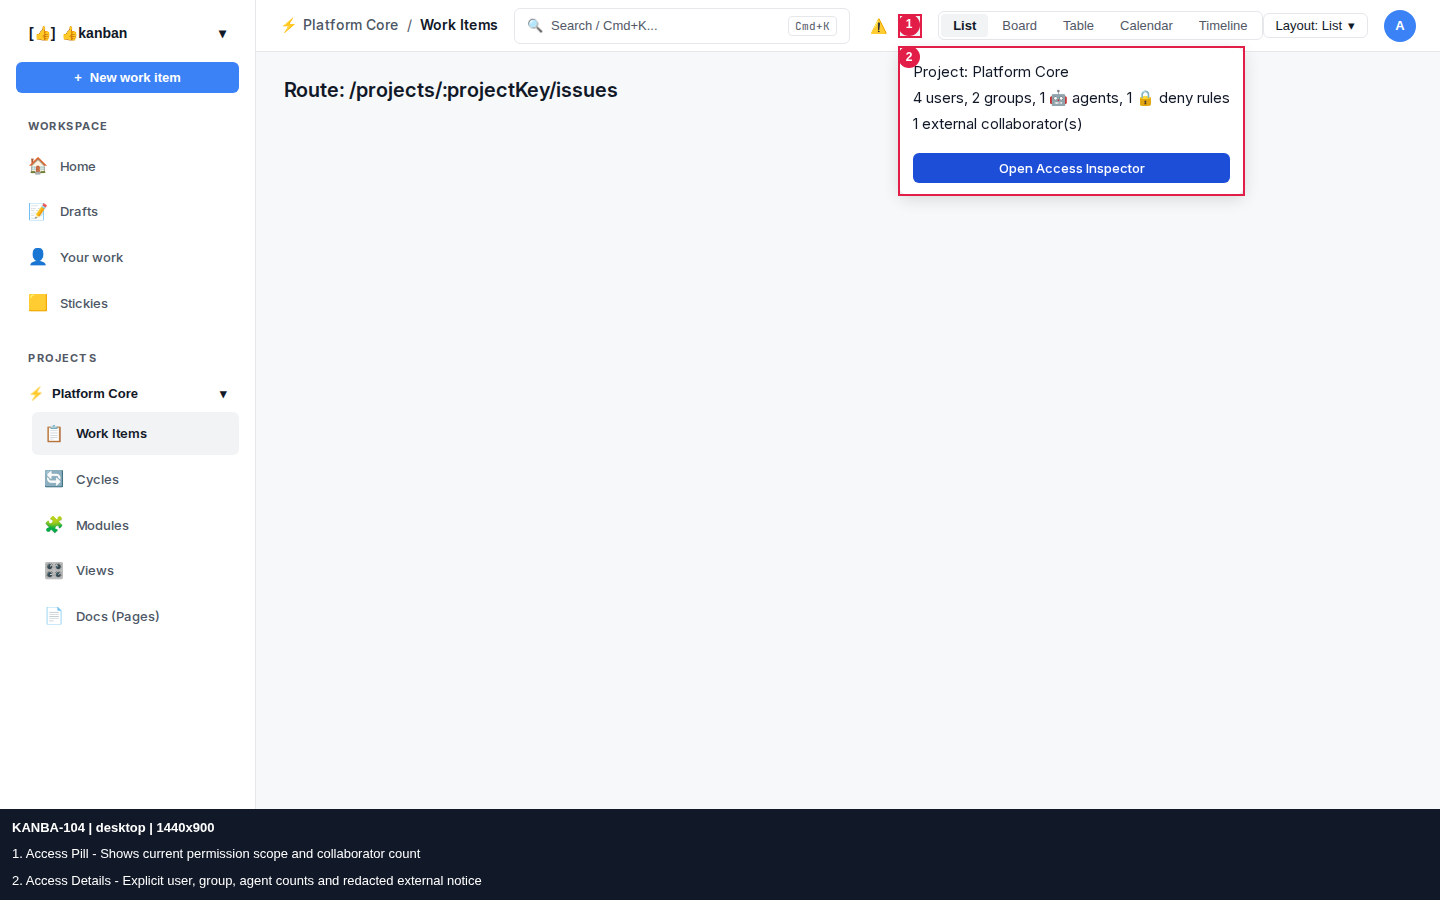 [👍] 👍kanban ▼
+ New work item
WORKSPACE
🏠 Home
📝 Drafts
👤 Your work
🟨 Stickies
PROJECTS
⚡ Platform Core ▼
📋 Work Items
🔄 Cycles
🧩 Modules
🎛️ Views
📄 Docs (Pages)
⚡ Platform Core / Work Items
🔍 Search / Cmd+K... Cmd+K
⚠️ 1
List Board Table Calendar Timeline
Layout: List ▼
A
Route: /projects/:projectKey/issues
2
Project: Platform Core
4 users, 2 groups, 1 🤖 agents, 1 🔒 deny rules
1 external collaborator(s)
Open Access Inspector
KANBA-104 | desktop | 1440x900
1. Access Pill - Shows current permission scope and collaborator count
2. Access Details - Explicit user, group, agent counts and redacted external notice